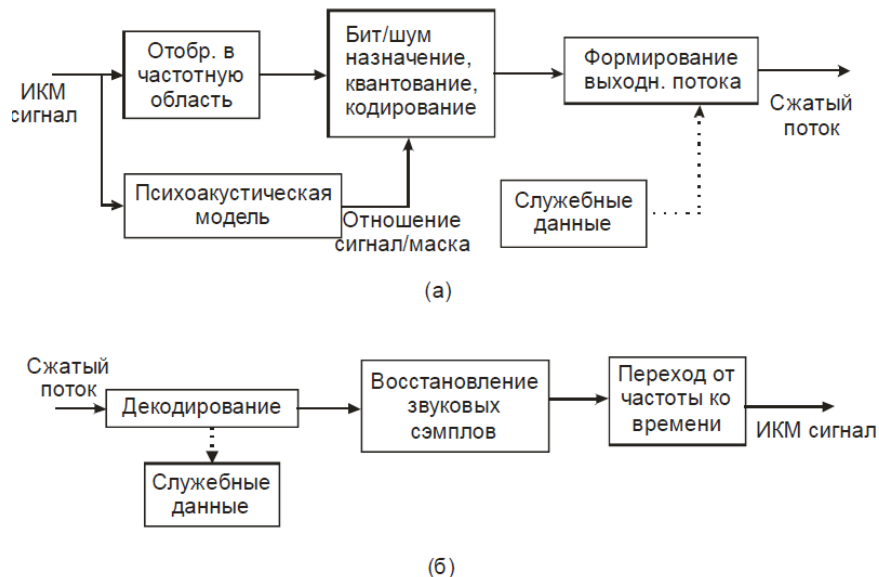 Отобр. в
частотную
область
Бит/шум
назначение,
квантование,
кодирование
Формирование
выходн. потока
ИКМ
сигнал
Сжатый
поток
Психоакустическая
модель
Отношение
сигнал/маска
Служебные
данные
(а)
Сжатый
поток
Декодирование
Восстановление
звуковых
сэмплов
Переход от
частоты ко
времени
ИКМ сигнал
Служебные
данные
(б)